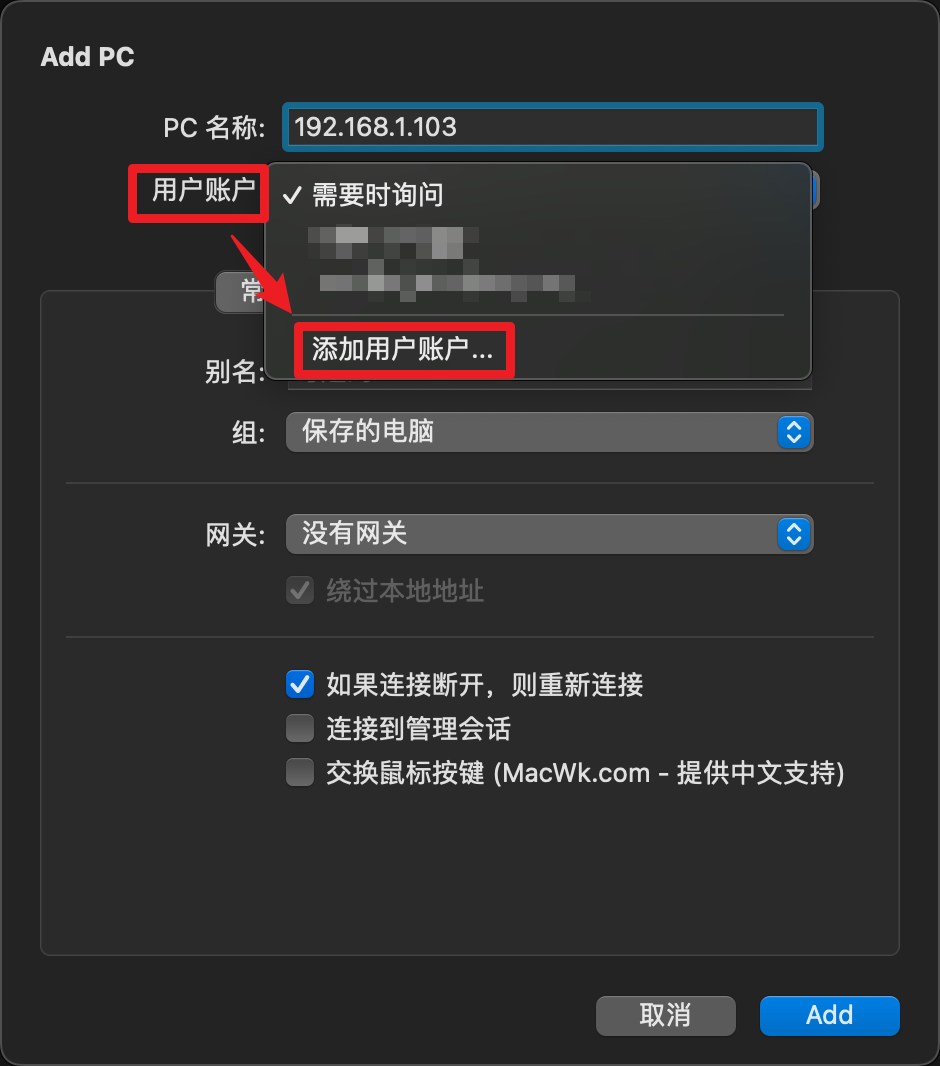 Add PC
PC 名称: 192.168.1.103
用户账户
✓ 需要时询问
添加用户账户...
常
别名:
组: 保存的电脑
网关: 没有网关
绕过本地地址
如果连接断开，则重新连接
连接到管理会话
交换鼠标按键 (MacWk.com - 提供中文支持)
取消 Add